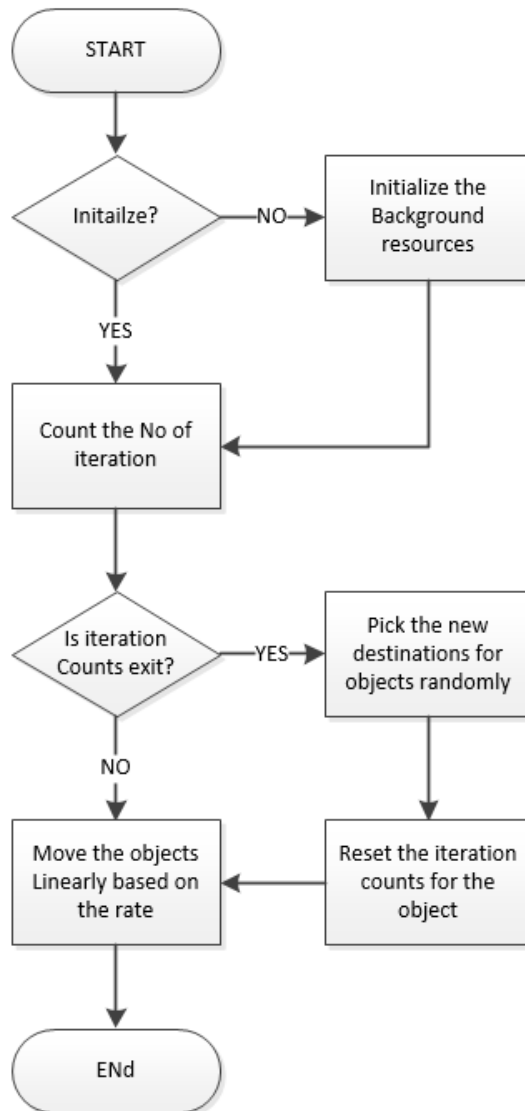 START
Initailze?
NO
Initialize the
Background
resources
YES
Count the No of
iteration
Is iteration
Counts exit?
YES
Pick the new
destinations for
objects randomly
NO
Move the objects
Linearly based on
the rate
Reset the iteration
counts for the
object
ENd